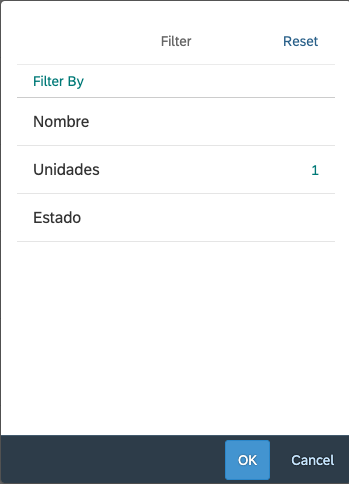 Filter Reset
Filter By
Nombre
Unidades 1
Estado
OK Cancel